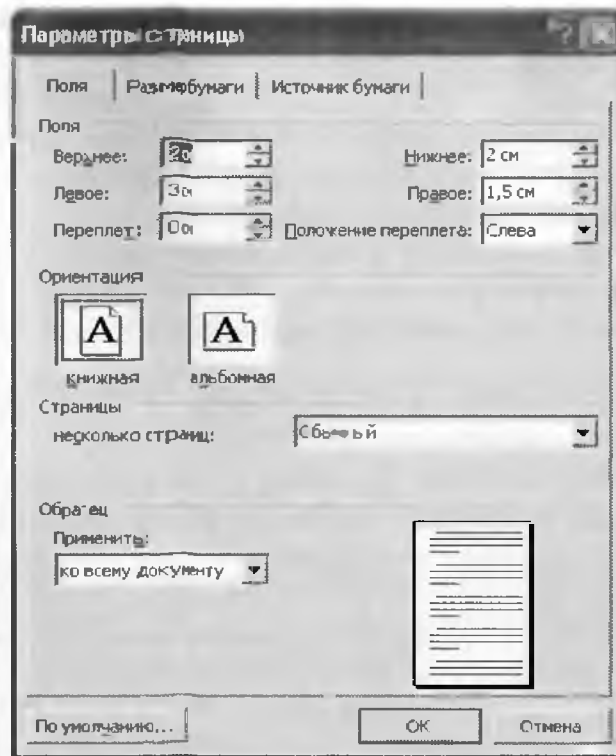 Параметры страницы
Поля Размер бумаги Источник бумаги
Поля
Верхнее: Нижнее: 2 см
Левое: Правое: 1,5 см
Переплет: Положение переплета: Слева
Ориентация
A A
книжная альбомная
Страницы
несколько страниц: Обычный
Образец
Применить:
ко всему документу
По умолчанию... ОК Отмена